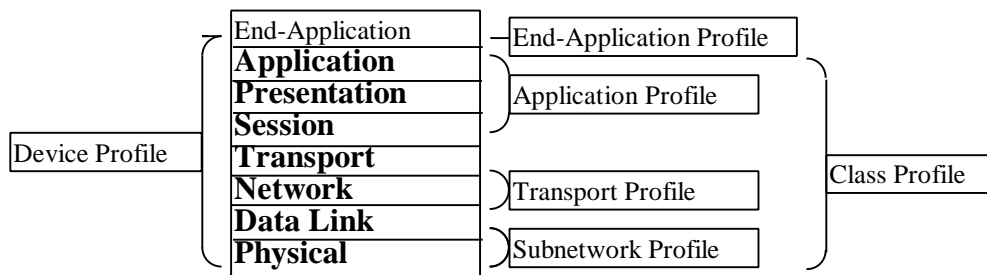 End-Application
End-Application Profile
Application
Presentation
Application Profile
Session
Device Profile
Transport
Class Profile
Network
Transport Profile
Data Link
Physical
Subnetwork Profile